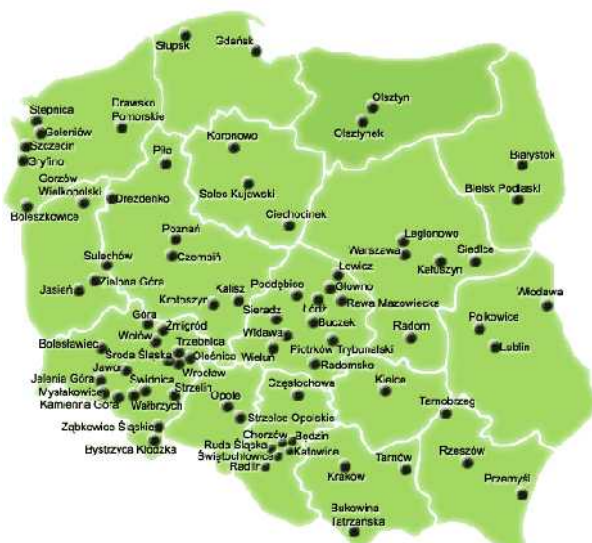 Słupsk
Gdańsk
Stepnica
Goleniów
Szczecin
Gryfino
Drawsko
Pomorskie
Olsztyn
Olsztynek
Koronowo
Piła
Białystok
Bielsk Podlaski
Gorzów
Wielkopolski
Drezdenko
Solec Kujawski
Boleszkowice
Ciechocinek
Poznań
Czempiń
Legionowo
Warszawa
Siedlce
Kałuszyn
Sulechów
Zielona Góra
Jasień
Krotoszyn
Kalisz
Poddębice
Łowicz
Głowno
Rawa Mazowiecka
Włodawa
Łódź
Sieradz
Buczek
Góra
Żmigród
Wołów
Widawa
Radom
Lublin
Bolesławiec
Trzebnica
Środa Śląska
Oleśnica
Wieluń
Piotrków Trybunalski
Wrocław
Radomsko
Jawor
Jelenia Góra
Świdnica
Strzelin
Częstochowa
Kielce
Mysłakowice
Kamienna Góra
Wałbrzych
Opole
Tarnobrzeg
Strzelce Opolskie
Ząbkowice Śląskie
Bystrzyca Kłodzka
Chorzów
Będzin
Ruda Śląska
Katowice
Świętochłowice
Radlin
Kraków
Tarnów
Rzeszów
Przemyśl
Bukowina
Tatrzańska